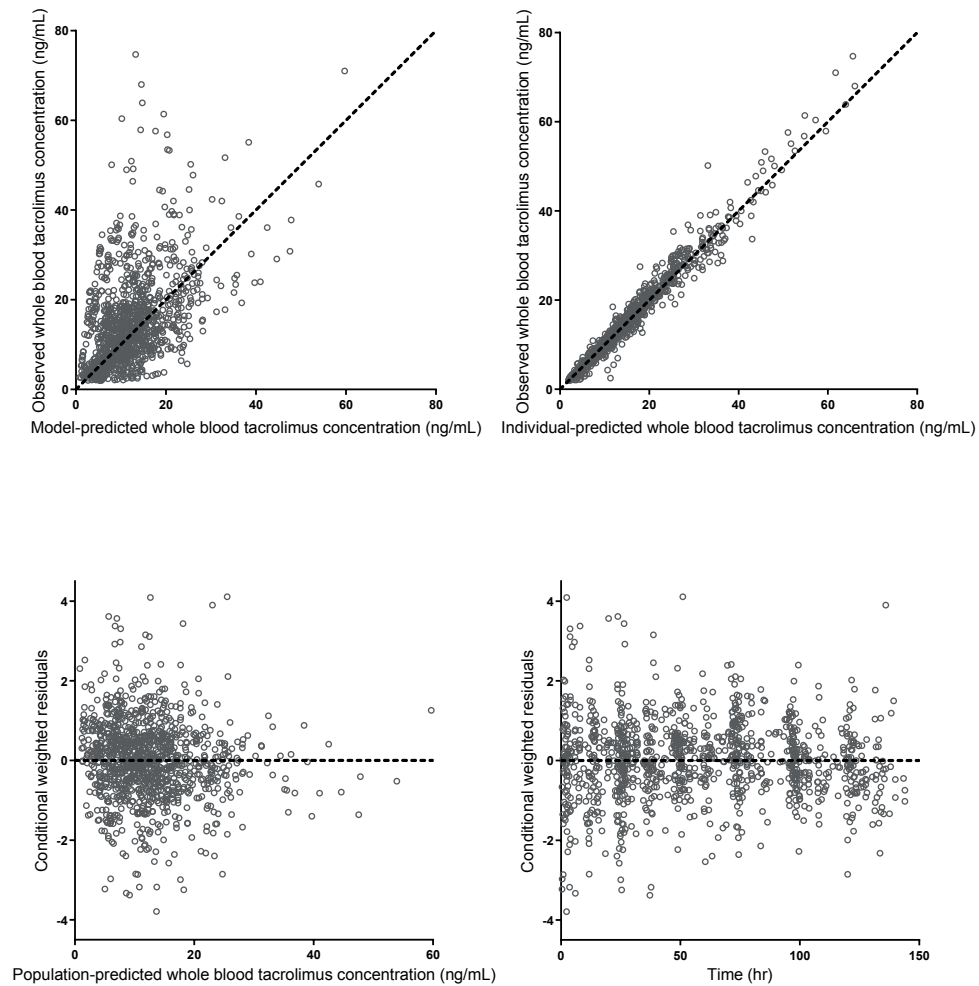 Observed whole blood tacrolimus concentration (ng/mL)
80
60
40
20
0
0 20 40 60 80
Model-predicted whole blood tacrolimus concentration (ng/mL)
Observed whole blood tacrolimus concentration (ng/mL)
80
60
40
20
0
0 20 40 60 80
Individual-predicted whole blood tacrolimus concentration (ng/mL)
Conditional weighted residuals
4
2
0
-2
-4
0 20 40 60
Population-predicted whole blood tacrolimus concentration (ng/mL)
Conditional weighted residuals
4
2
0
-2
-4
0 50 100 150
Time (hr)